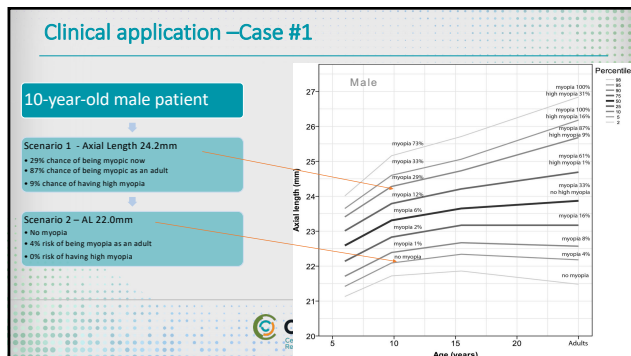 Clinical application –Case #1
10-year-old male patient
Scenario 1 - Axial Length 24.2mm
• 29% chance of being myopic now
• 87% chance of being myopic as an adult
• 9% chance of having high myopia
Scenario 2 – AL 22.0mm
• No myopia
• 4% risk of being myopia as an adult
• 0% risk of having high myopia
Male
Percentile
98
95
90
75
50
25
10
5
2
Axial length (mm)
27
26
25
24
23
22
21
20
myopia 100%
high myopia 31%
myopia 100%
high myopia 16%
myopia 87%
high myopia 9%
myopia 61%
high myopia 1%
myopia 33%
no high myopia
myopia 16%
myopia 8%
myopia 4%
no myopia
myopia 73%
myopia 33%
myopia 29%
myopia 12%
myopia 6%
myopia 2%
myopia 1%
no myopia
5
10
15
20
Adults
Age (years)